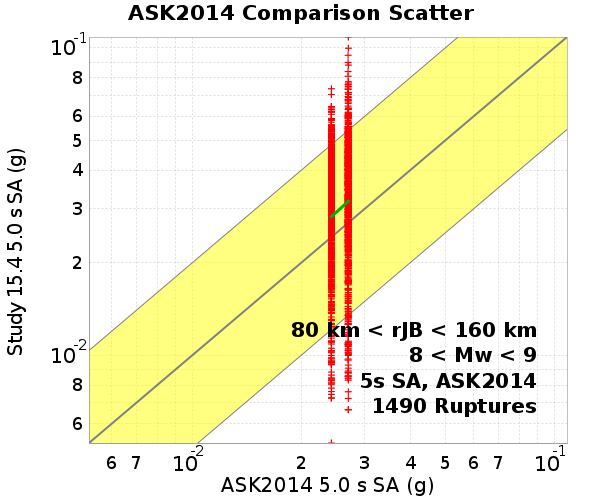 ASK2014 Comparison Scatter
Study 15.4 5.0 s SA (g)
10^-1
8
6
5
4
3
2
10^-2
8
6
80 km < rJB < 160 km
8 < Mw < 9
5s SA, ASK2014
1490 Ruptures
6 7 10^-2 2 3 4 5 6 7 10^-1
ASK2014 5.0 s SA (g)